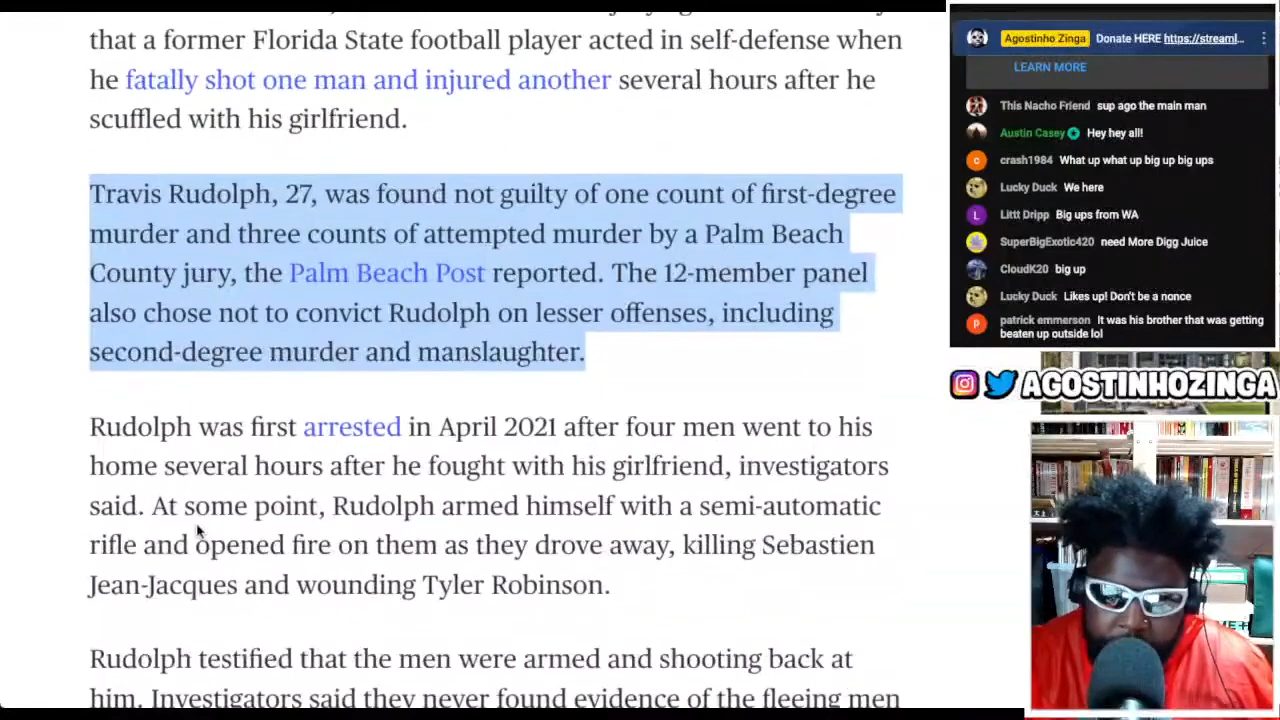 that a former Florida State football player acted in self-defense when
he fatally shot one man and injured another several hours after he
scuffled with his girlfriend.
Travis Rudolph, 27, was found not guilty of one count of first-degree
murder and three counts of attempted murder by a Palm Beach
County jury, the Palm Beach Post reported. The 12-member panel
also chose not to convict Rudolph on lesser offenses, including
second-degree murder and manslaughter.
Rudolph was first arrested in April 2021 after four men went to his
home several hours after he fought with his girlfriend, investigators
said. At some point, Rudolph armed himself with a semi-automatic
rifle and opened fire on them as they drove away, killing Sebastien
Jean-Jacques and wounding Tyler Robinson.
Rudolph testified that the men were armed and shooting back at
him. Investigators said they never found evidence of the fleeing men
Agostinho Zinga Donate HERE https://streaml...
LEARN MORE
This Nacho Friend sup ago the main man
Austin Casey Hey hey all!
c crash1984 What up what up big up big ups
Lucky Duck We here
L Littt Dripp Big ups from WA
SuperBigExotic420 need More Digg Juice
CloudK20 big up
Lucky Duck Likes up! Don't be a nonce
P patrick emmerson It was his brother that was getting
beaten up outside lol
AGOSTINHOZINGA